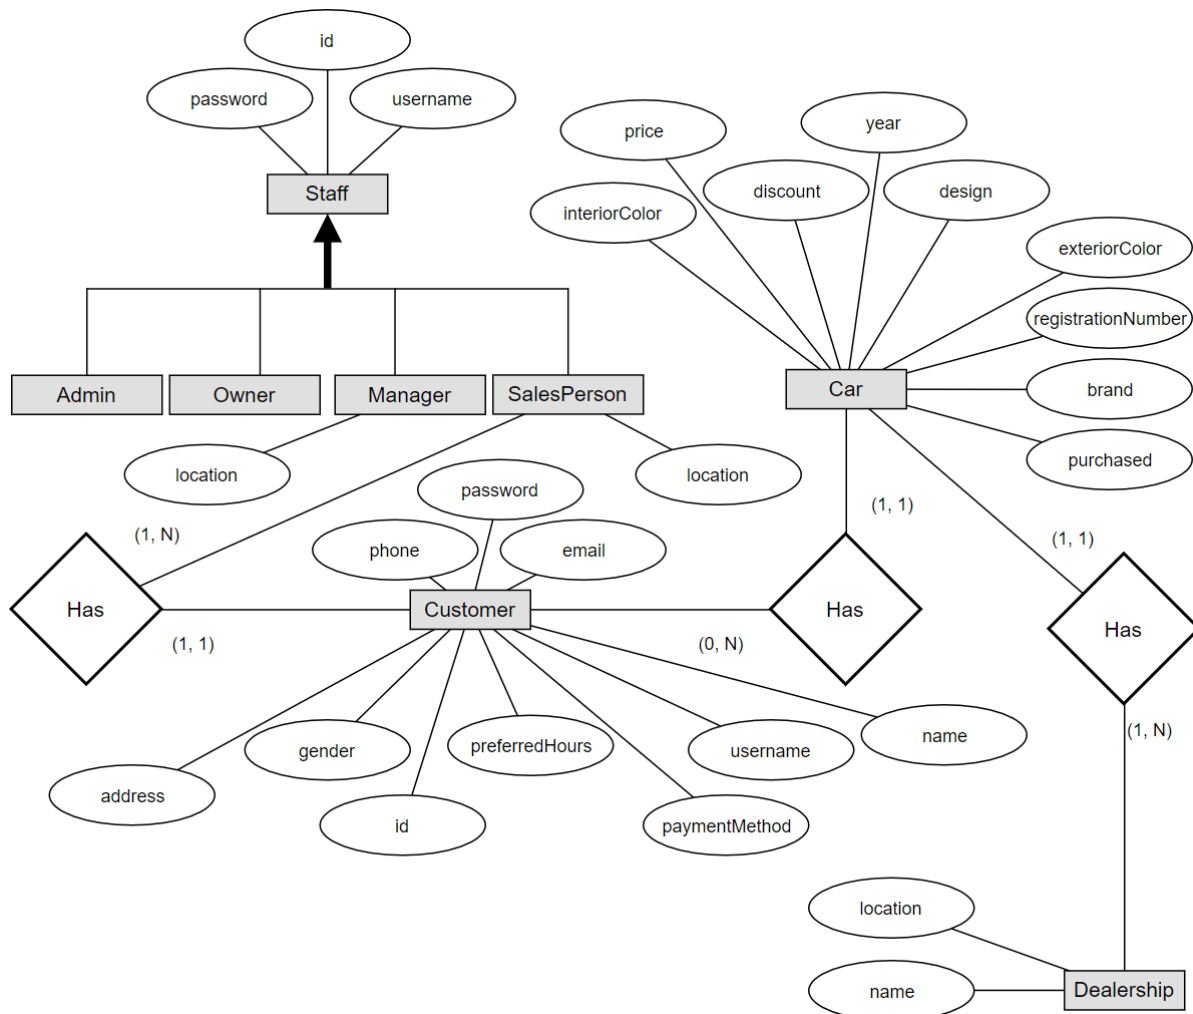 id
password
username
Staff
price
year
discount
design
interiorColor
exteriorColor
registrationNumber
brand
purchased
Car
Admin
Owner
Manager
SalesPerson
location
location
password
phone
email
(1, N)
(1, 1)
(1, 1)
Has
Customer
Has
Has
(1, 1)
(0, N)
(1, N)
gender
preferredHours
username
name
address
id
paymentMethod
location
name
Dealership